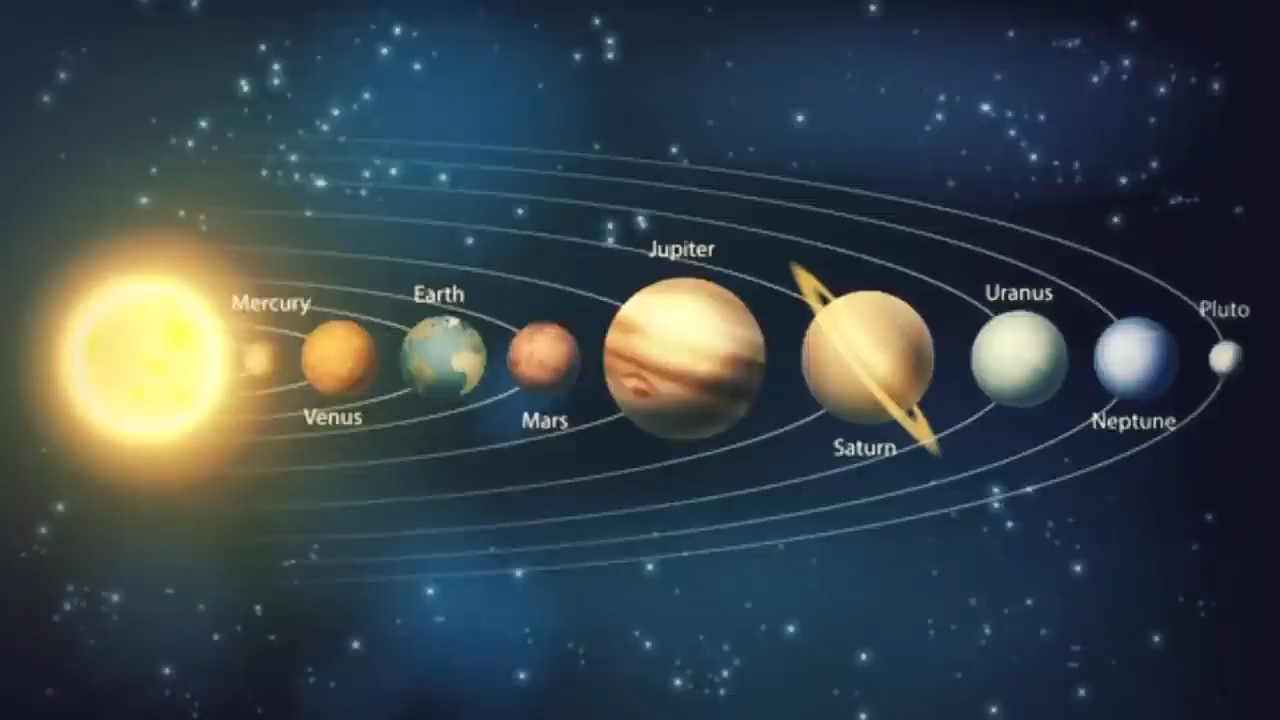 Mercury
Venus
Earth
Mars
Jupiter
Saturn
Uranus
Neptune
Pluto